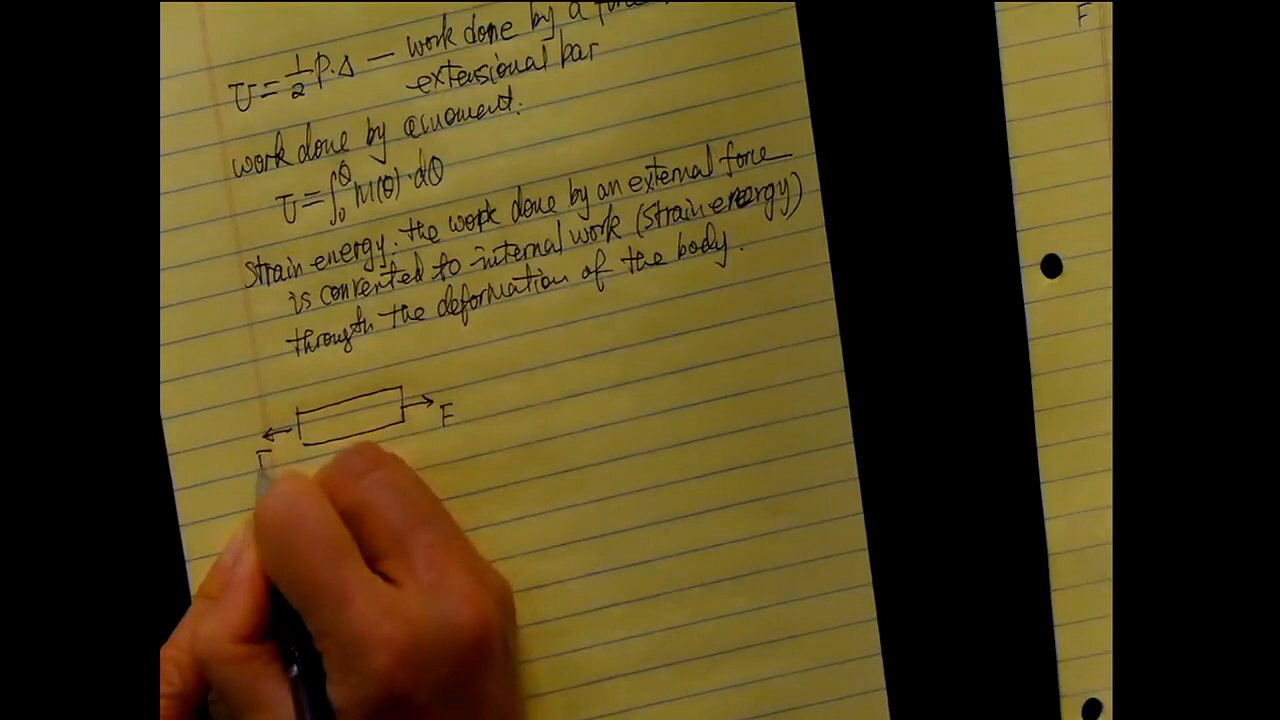 U = 1/2 P·Δ — work done by a force
extensional bar
work done by a moment.
U = ∫₀^θ M(θ)·dθ
Strain energy. the work done by an external force
is converted to internal work (strain energy)
through the deformation of the body.
F
F
F